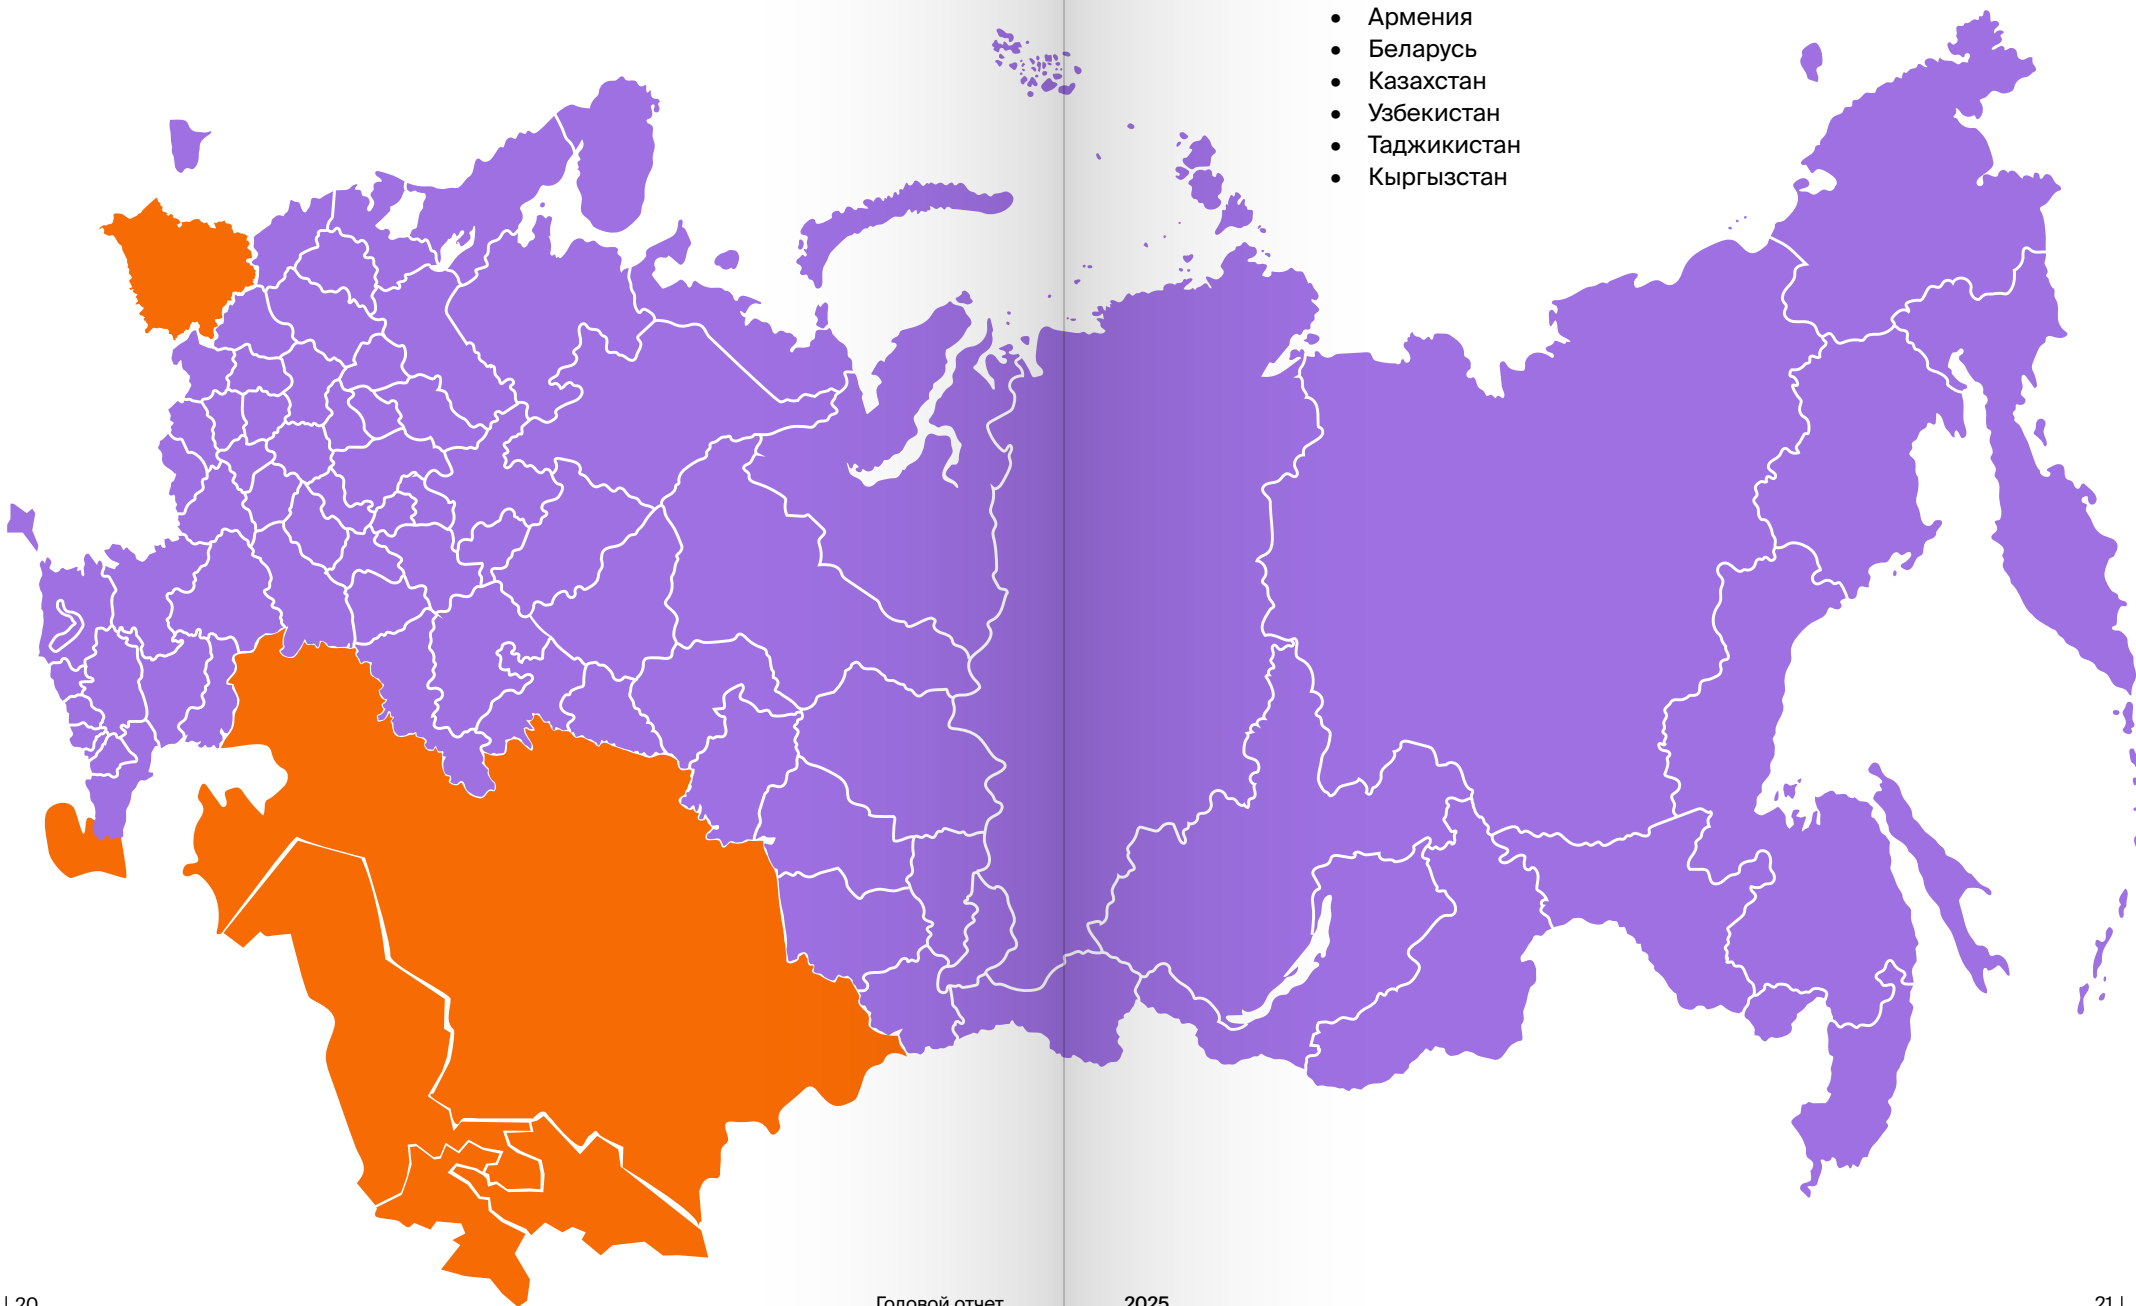 • Армения
• Беларусь
• Казахстан
• Узбекистан
• Таджикистан
• Кыргызстан
| 20
Годовой отчет
2025
21 |